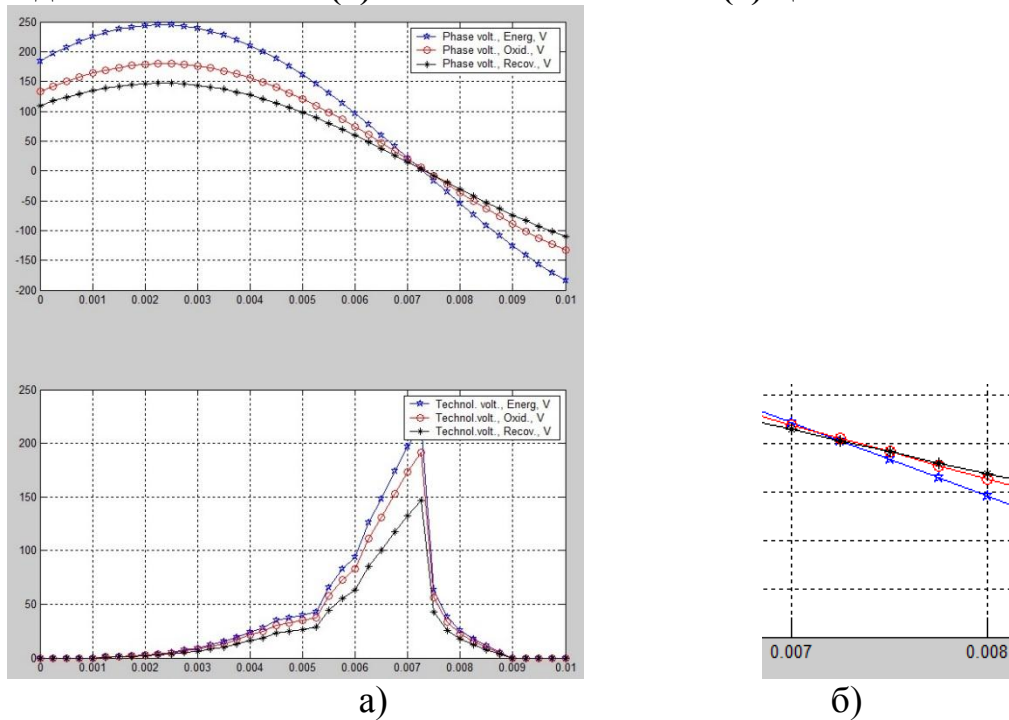 250
200
150
100
50
0
-50
-100
-150
-200
0 0.001 0.002 0.003 0.004 0.005 0.006 0.007 0.008 0.009 0.01
Phase volt., Energ, V
Phase volt., Oxid., V
Phase volt., Recov., V
250
200
150
100
50
0
0 0.001 0.002 0.003 0.004 0.005 0.006 0.007 0.008 0.009 0.01
Technol. volt., Energ, V
Technol.volt., Oxid., V
Technol.volt., Recov., V
0.007 0.008
а) б)